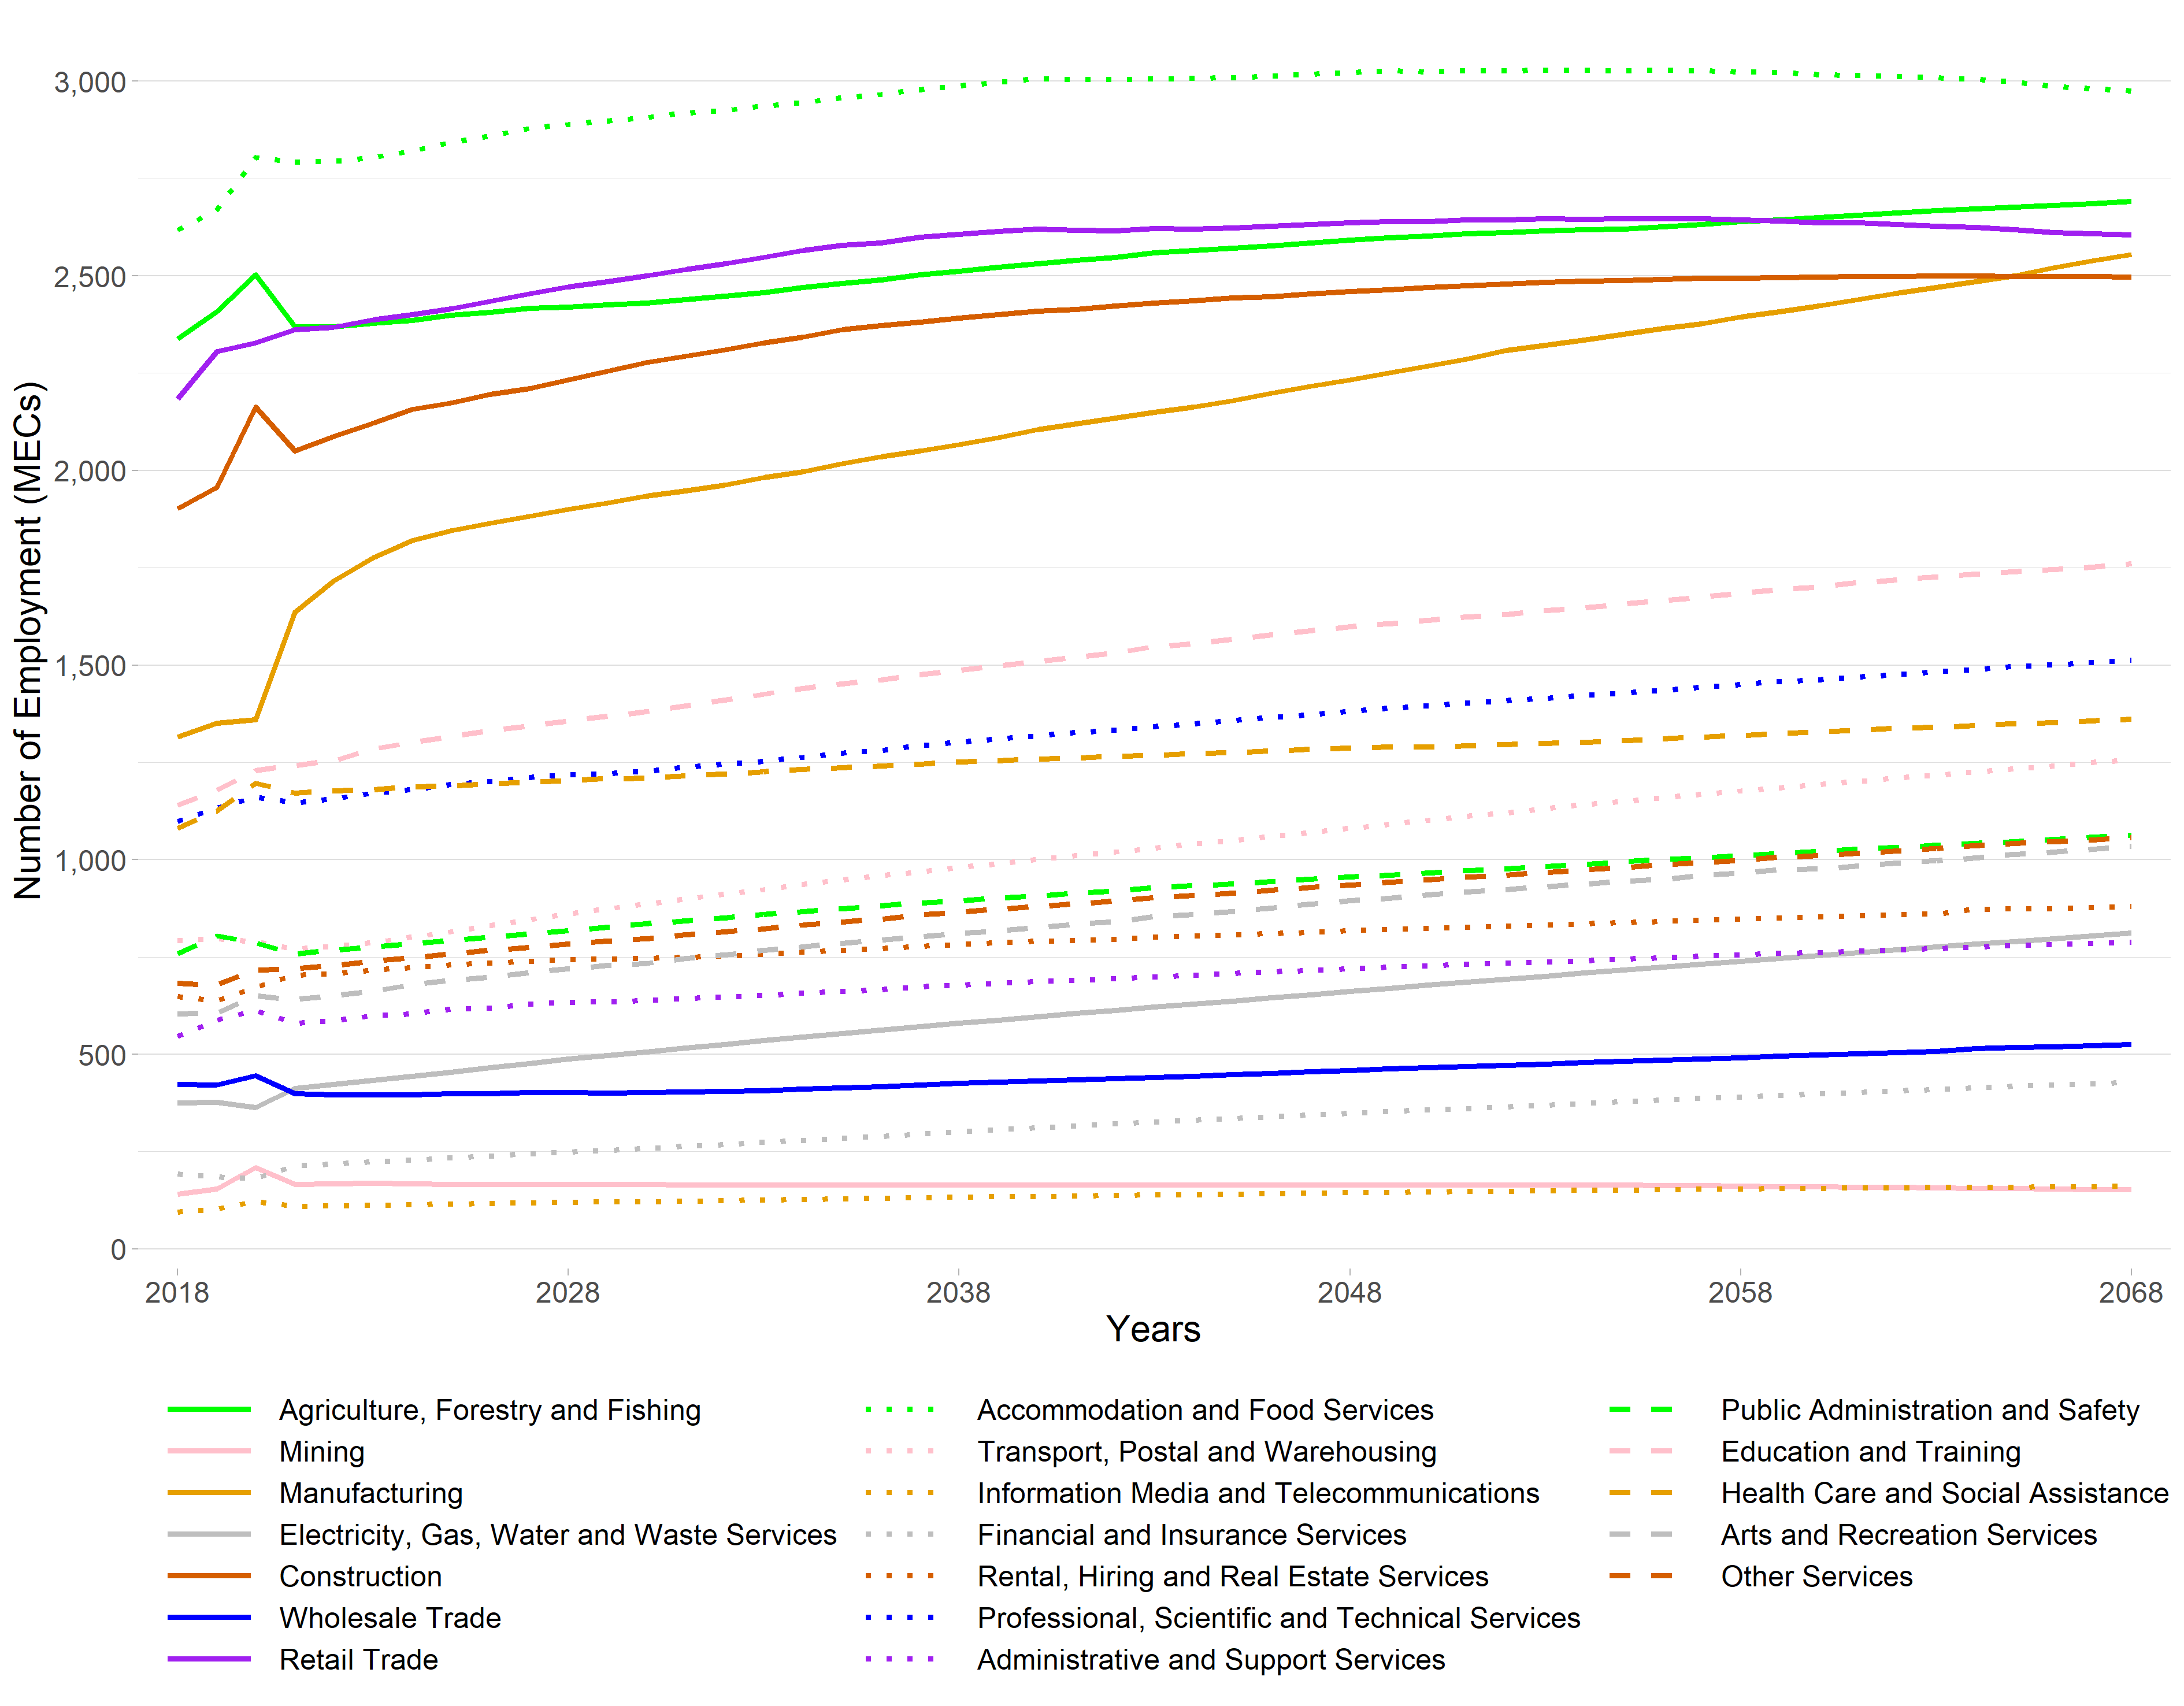 Number of Employment (MECs)
3,000
2,500
2,000
1,500
1,000
500
0
2018 2028 2038 2048 2058 2068
Years
Agriculture, Forestry and Fishing Accommodation and Food Services Public Administration and Safety
Mining Transport, Postal and Warehousing Education and Training
Manufacturing Information Media and Telecommunications Health Care and Social Assistance
Electricity, Gas, Water and Waste Services Financial and Insurance Services Arts and Recreation Services
Construction Rental, Hiring and Real Estate Services Other Services
Wholesale Trade Professional, Scientific and Technical Services
Retail Trade Administrative and Support Services